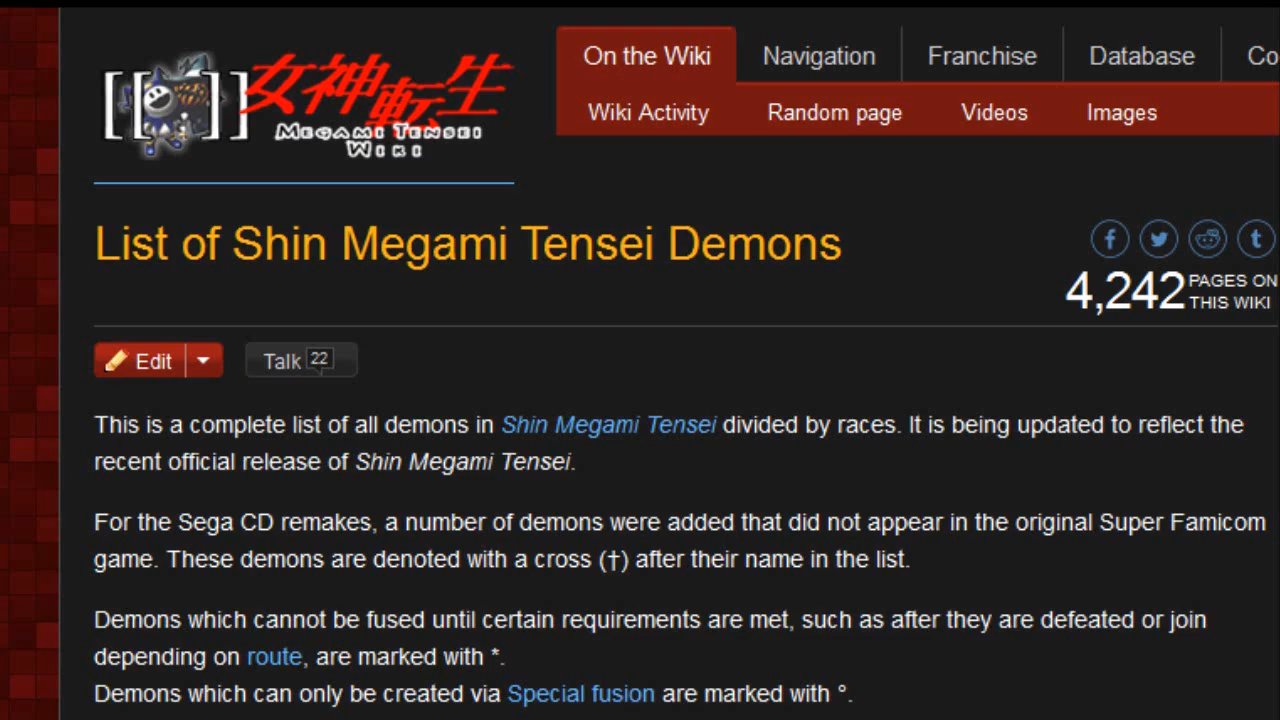 [[ ]] 女神転生
MEGAMI TENSEI
WIKI
On the Wiki Navigation Franchise Database Co
Wiki Activity Random page Videos Images
List of Shin Megami Tensei Demons
4,242 PAGES ON
THIS WIKI
Edit Talk 22
This is a complete list of all demons in Shin Megami Tensei divided by races. It is being updated to reflect the
recent official release of Shin Megami Tensei.
For the Sega CD remakes, a number of demons were added that did not appear in the original Super Famicom
game. These demons are denoted with a cross (†) after their name in the list.
Demons which cannot be fused until certain requirements are met, such as after they are defeated or join
depending on route, are marked with *.
Demons which can only be created via Special fusion are marked with °.